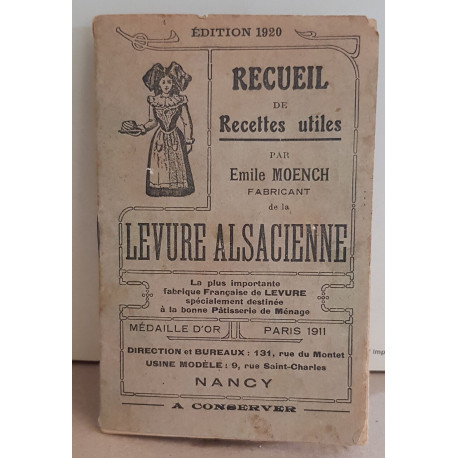 ÉDITION 1920
RECUEIL
DE
Recettes utiles
PAR
Emile MOENCH
FABRICANT
de la
LEVURE ALSACIENNE
La plus importante
fabrique Française de LEVURE
spécialement destinée
à la bonne Pâtisserie de Ménage
MÉDAILLE D'OR PARIS 1911
DIRECTION et BUREAUX : 131, rue du Montet
USINE MODÈLE : 9, rue Saint-Charles
NANCY
A CONSERVER
Imp